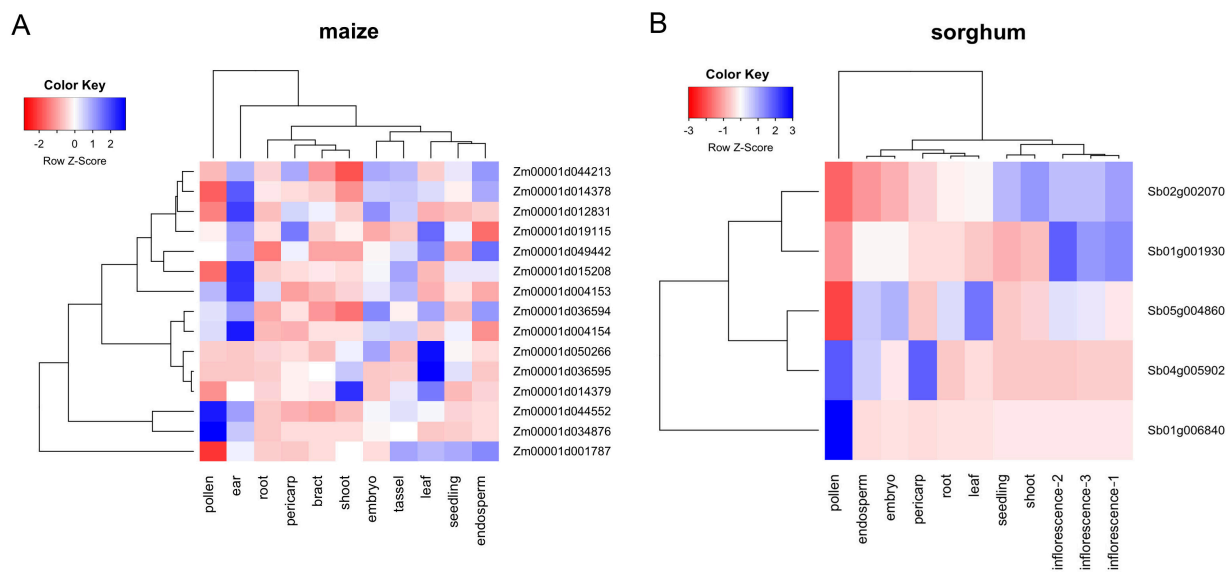 A
maize
Color Key
-2 0 1 2
Row Z-Score
Zm00001d044213
Zm00001d014378
Zm00001d012831
Zm00001d019115
Zm00001d049442
Zm00001d015208
Zm00001d004153
Zm00001d036594
Zm00001d004154
Zm00001d050266
Zm00001d036595
Zm00001d014379
Zm00001d044552
Zm00001d034876
Zm00001d001787
pollen
ear
root
pericarp
bract
shoot
embryo
tassel
leaf
seedling
endosperm
B
sorghum
Color Key
-3 -1 0 1 2 3
Row Z-Score
Sb02g002070
Sb01g001930
Sb05g004860
Sb04g005902
Sb01g006840
pollen
endosperm
embryo
pericarp
root
leaf
seedling
shoot
inflorescence-2
inflorescence-3
inflorescence-1